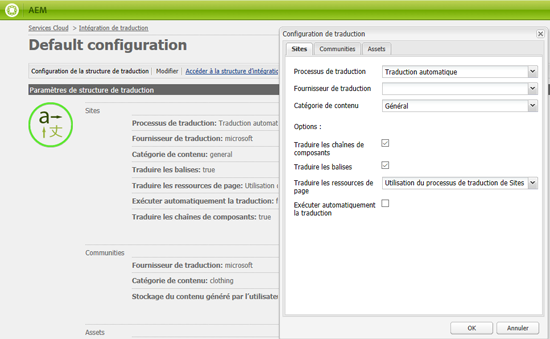 AEM
Services Cloud > Intégration de traduction
Default configuration
Configuration de la structure de traduction | Modifier | Accéder à la structure d'intégratio
Paramètres de structure de traduction
a
Sites
Processus de traduction: Traduction automat
Fournisseur de traduction: microsoft
Catégorie de contenu: general
Traduire les balises: true
Traduire les ressources de page: Utilisation
Exécuter automatiquement la traduction: f
Traduire les chaînes de composants: true
Communities
Fournisseur de traduction: microsoft
Catégorie de contenu: clothing
Stockage du contenu généré par l'utilisate
Assets
Configuration de traduction
Sites Communities Assets
Processus de traduction Traduction automatique
Fournisseur de traduction
Catégorie de contenu Général
Options :
Traduire les chaînes de composants
Traduire les balises
Traduire les ressources de page Utilisation du processus de traduction de Sites
Exécuter automatiquement la traduction
OK Annuler